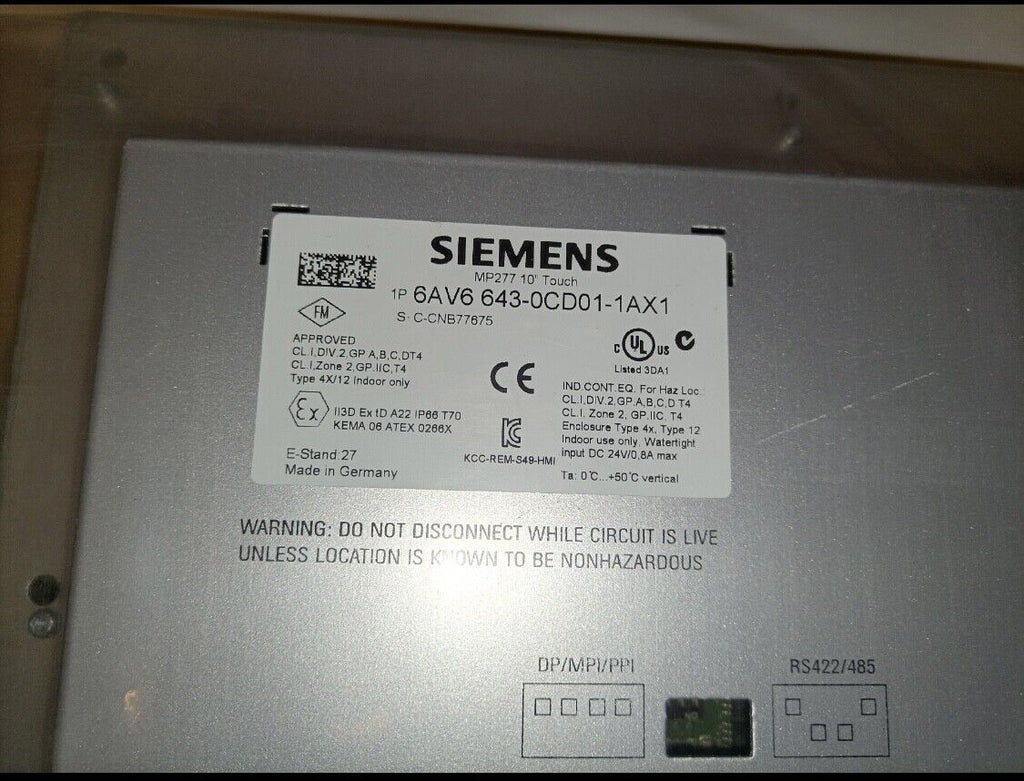 SIEMENS
MP277 10" Touch
1P 6AV6 643-0CD01-1AX1
S: C-CNB77675
FM
APPROVED
CL.I,DIV.2,GP.A,B,C,DT4
CL.I,Zone 2,GP.IIC,T4
Type 4X/12 Indoor only
Ex II3D Ex tD A22 IP66 T70
KEMA 06 ATEX 0266X
E-Stand:27
Made in Germany
CE
KCC-REM-S49-HMI
C UL US
Listed 3DA1
IND.CONT.EQ. For Haz Loc.
CL.I,DIV.2,GP.A,B,C,D T4
CL.I, Zone 2, GP.IIC, T4
Enclosure Type 4x, Type 12
Indoor use only, Watertight
input DC 24V/0,8A max
Ta: 0°C...+50°C vertical
WARNING: DO NOT DISCONNECT WHILE CIRCUIT IS LIVE
UNLESS LOCATION IS KNOWN TO BE NONHAZARDOUS
DP/MPI/PPI
RS422/485